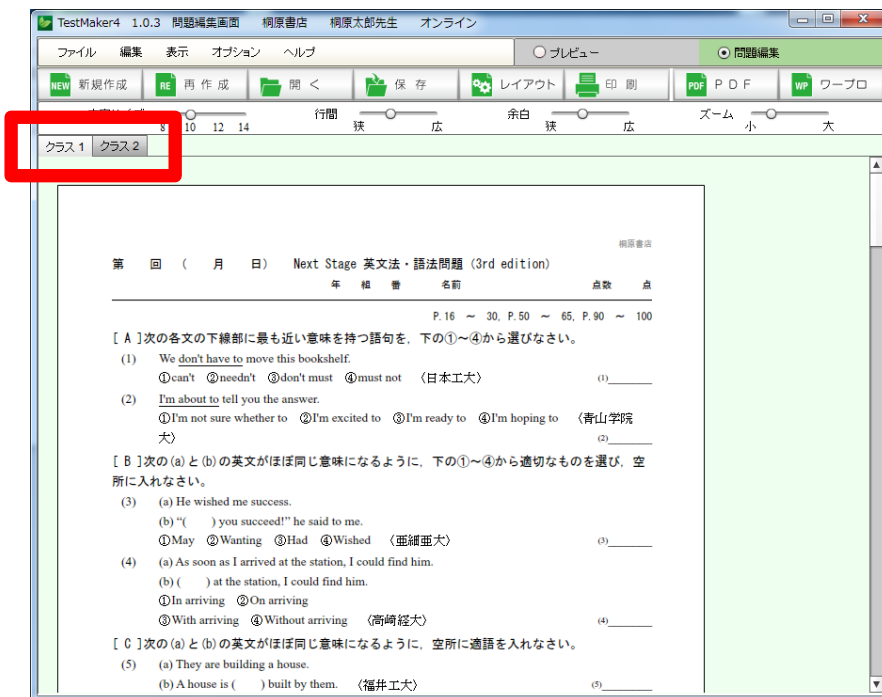 TestMaker4 1.0.3 問題編集画面 桐原書店 桐原太郎先生 オンライン
ファイル 編集 表示 オプション ヘルプ プレビュー 問題編集
NEW 新規作成 RE 再作成 開く 保存 レイアウト 印刷 PDF PDF WP ワープロ
行間 余白 ズーム
8 10 12 14 狭 広 狭 広 小 大
クラス1 クラス2
桐原書店
第 回 ( 月 日) Next Stage 英文法・語法問題 (3rd edition)
年 組 番 名前 点数 点
P.16 ～ 30, P.50 ～ 65, P.90 ～ 100
[ A ]次の各文の下線部に最も近い意味を持つ語句を，下の①～④から選びなさい。
(1) We don't have to move this bookshelf.
①can't ②needn't ③don't must ④must not 〈日本工大〉 (1)
(2) I'm about to tell you the answer.
①I'm not sure whether to ②I'm excited to ③I'm ready to ④I'm hoping to 〈青山学院
大〉 (2)
[ B ]次の(a)と(b)の英文がほぼ同じ意味になるように，下の①～④から適切なものを選び，空
所に入れなさい。
(3) (a) He wished me success.
(b) “( ) you succeed!” he said to me.
①May ②Wanting ③Had ④Wished 〈亜細亜大〉 (3)
(4) (a) As soon as I arrived at the station, I could find him.
(b) ( ) at the station, I could find him.
①In arriving ②On arriving
③With arriving ④Without arriving 〈高崎経大〉 (4)
[ C ]次の(a)と(b)の英文がほぼ同じ意味になるように，空所に適語を入れなさい。
(5) (a) They are building a house.
(b) A house is ( ) built by them. 〈福井工大〉 (5)